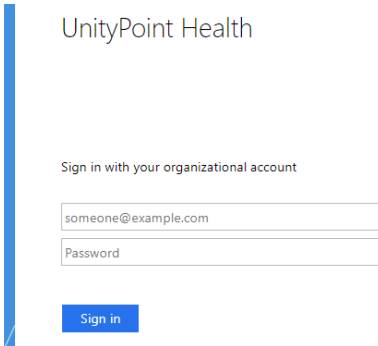 UnityPoint Health
Sign in with your organizational account
someone@example.com
Password
Sign in